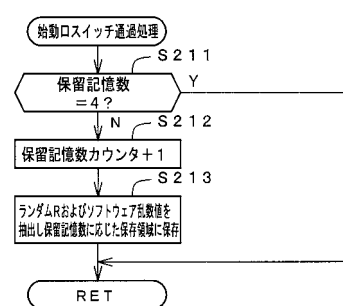 始動口スイッチ通過処理
S211
保留記憶数
=4?
Y
N
S212
保留記憶数カウンタ+1
S213
ランダムRおよびソフトウェア乱数値を
抽出し保留記憶数に応じた保存領域に保存
RET